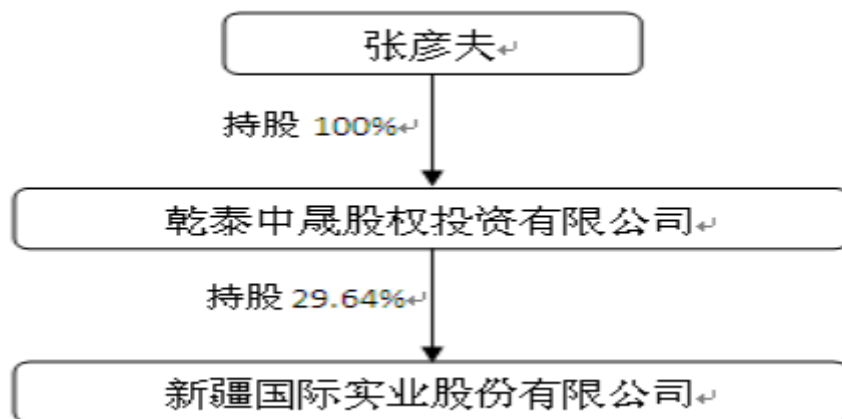 张彦夫
持股 100%
乾泰中晟股权投资有限公司
持股 29.64%
新疆国际实业股份有限公司